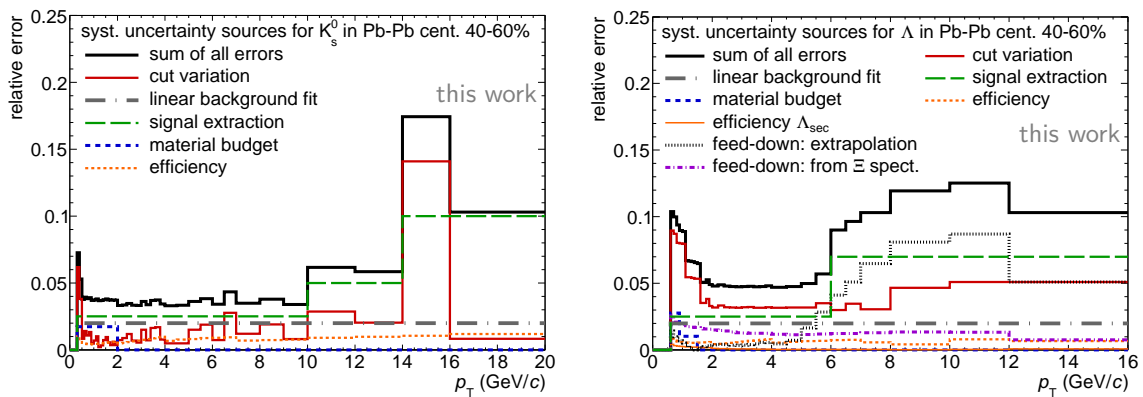 syst. uncertainty sources for K⁰ₛ in Pb-Pb cent. 40-60%
sum of all errors
cut variation
linear background fit
signal extraction
material budget
efficiency
this work
relative error
0.25
0.2
0.15
0.1
0.05
0
0 2 4 6 8 10 12 14 16 18 20
p_T (GeV/c)
syst. uncertainty sources for Λ in Pb-Pb cent. 40-60%
sum of all errors cut variation
linear background fit signal extraction
material budget efficiency
efficiency Λ_sec
feed-down: extrapolation
feed-down: from Ξ spect.
this work
relative error
0.25
0.2
0.15
0.1
0.05
0
0 2 4 6 8 10 12 14 16
p_T (GeV/c)